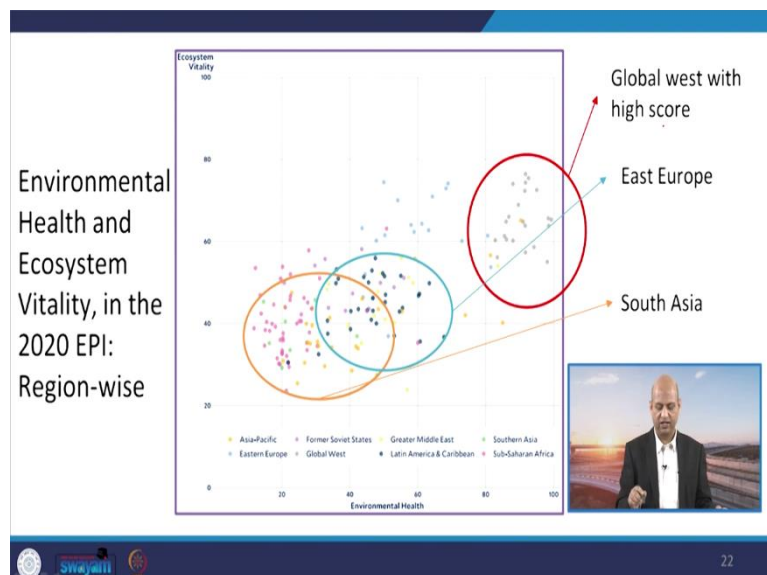 Environmental
Health and
Ecosystem
Vitality, in the
2020 EPI:
Region-wise
Ecosystem
Vitality
100
80
60
40
20
0
20
40
60
80
100
Environmental Health
Asia-Pacific
Former Soviet States
Greater Middle East
Southern Asia
Eastern Europe
Global West
Latin America & Caribbean
Sub-Saharan Africa
Global west with
high score
East Europe
South Asia
swayam
22